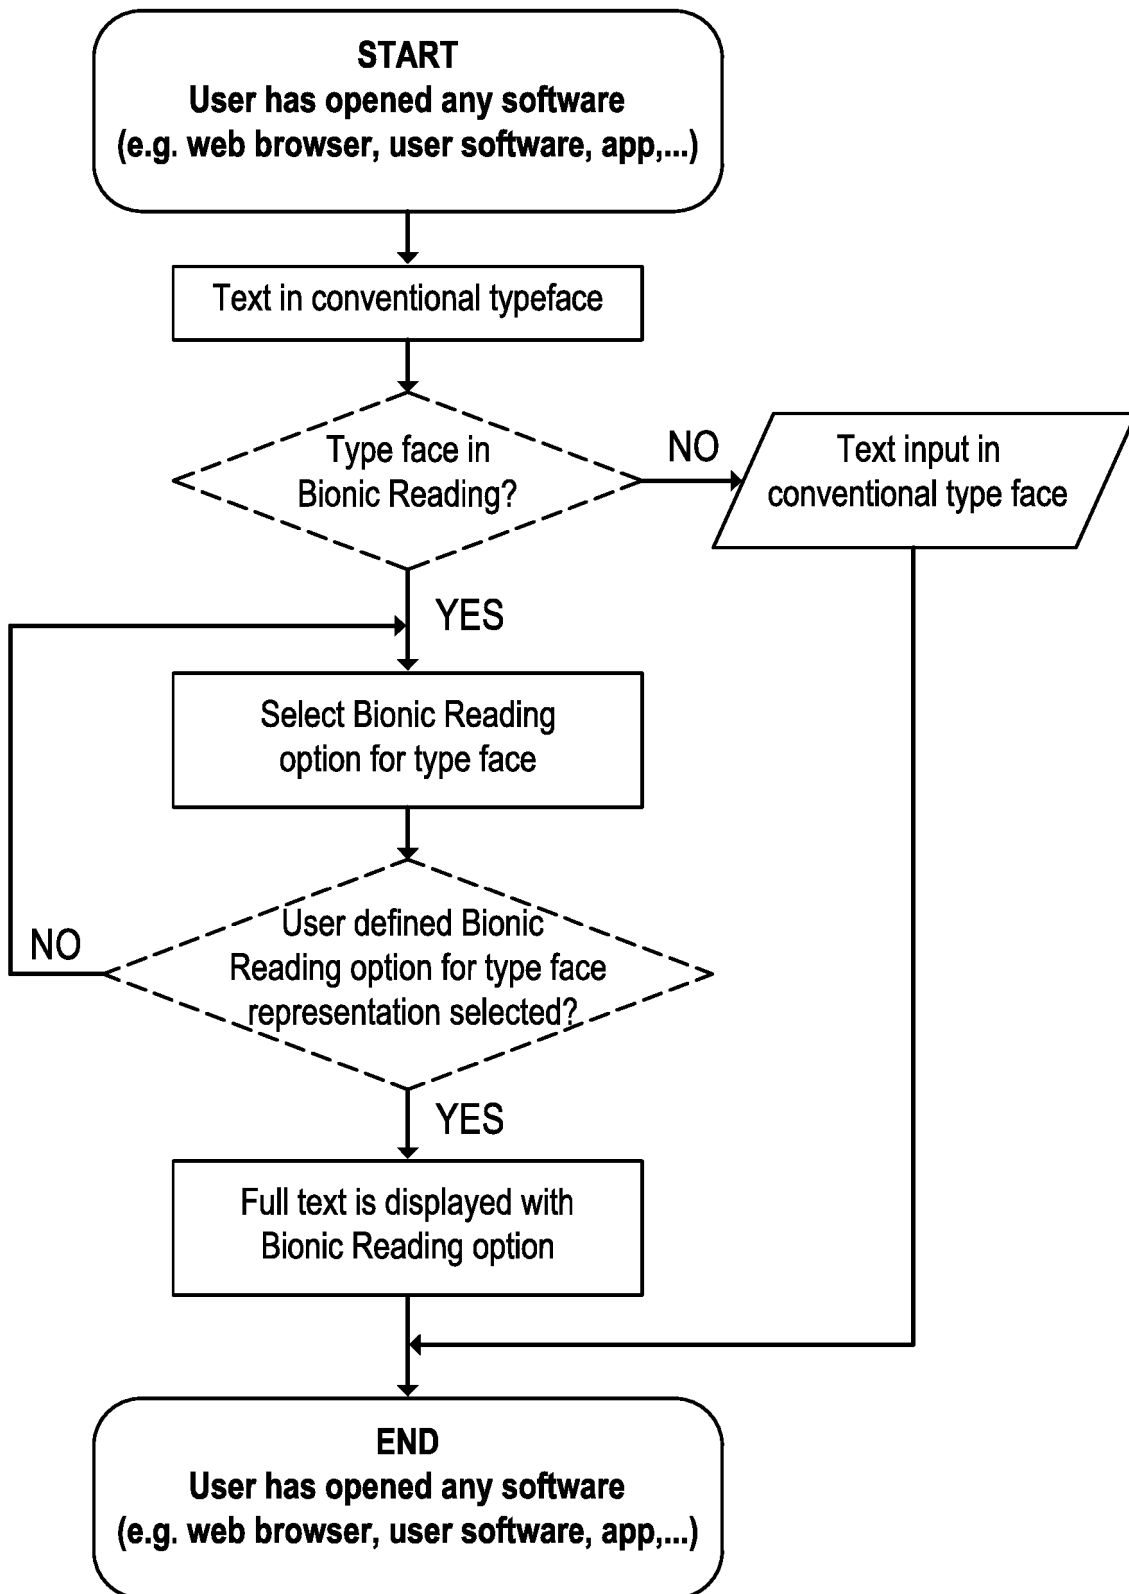 START
User has opened any software
(e.g. web browser, user software, app,...)
Text in conventional typeface
Type face in
Bionic Reading?
NO
Text input in
conventional type face
YES
Select Bionic Reading
option for type face
User defined Bionic
Reading option for type face
representation selected?
NO
YES
Full text is displayed with
Bionic Reading option
END
User has opened any software
(e.g. web browser, user software, app,...)